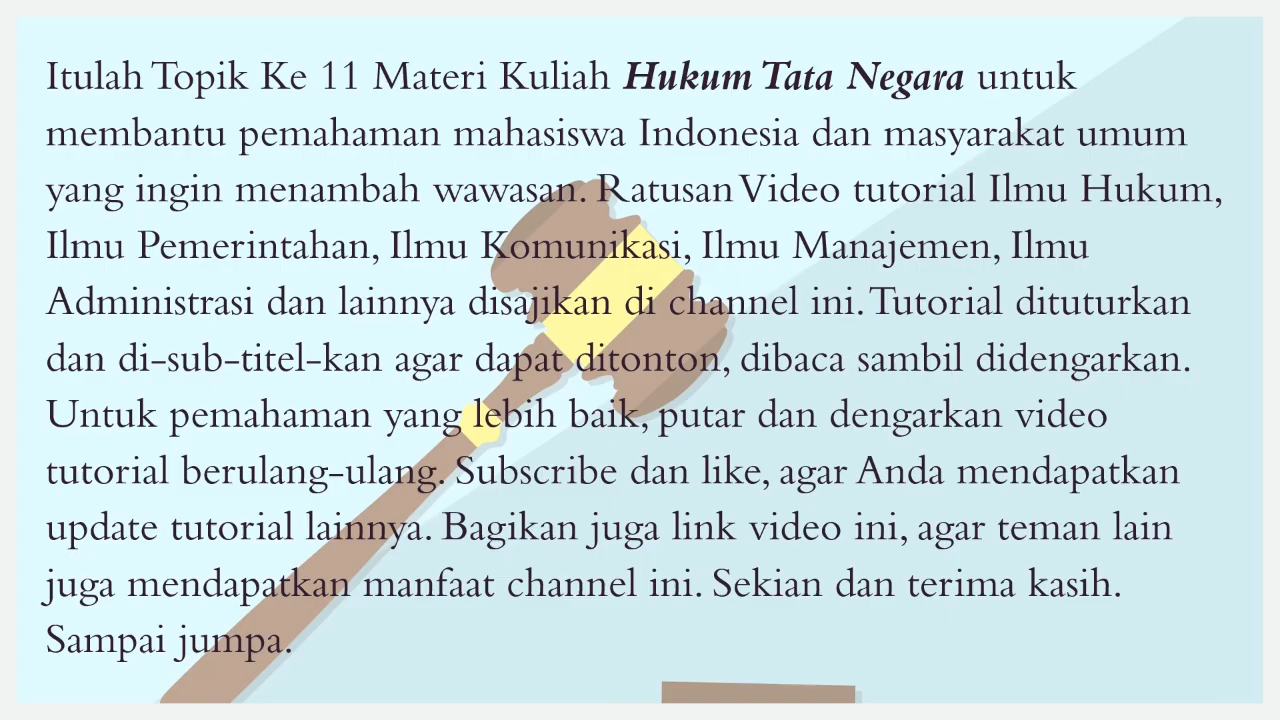 Itulah Topik Ke 11 Materi Kuliah Hukum Tata Negara untuk
membantu pemahaman mahasiswa Indonesia dan masyarakat umum
yang ingin menambah wawasan. Ratusan Video tutorial Ilmu Hukum,
Ilmu Pemerintahan, Ilmu Komunikasi, Ilmu Manajemen, Ilmu
Administrasi dan lainnya disajikan di channel ini. Tutorial dituturkan
dan di-sub-titel-kan agar dapat ditonton, dibaca sambil didengarkan.
Untuk pemahaman yang lebih baik, putar dan dengarkan video
tutorial berulang-ulang. Subscribe dan like, agar Anda mendapatkan
update tutorial lainnya. Bagikan juga link video ini, agar teman lain
juga mendapatkan manfaat channel ini. Sekian dan terima kasih.
Sampai jumpa.